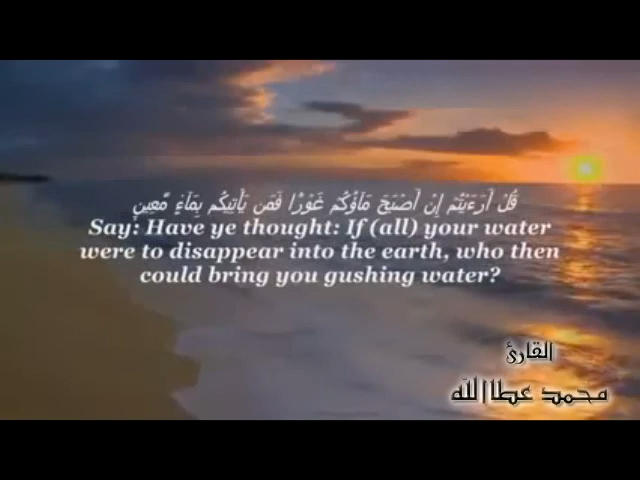 قُلْ أَرَءَيْتُمْ إِنْ أَصْبَحَ مَآؤُكُمْ غَوْرًا فَمَن يَأْتِيكُم بِمَآءٍ مَّعِينٍ
Say: Have ye thought: If (all) your water
were to disappear into the earth, who then
could bring you gushing water?
القارئ
محمد عطاالله